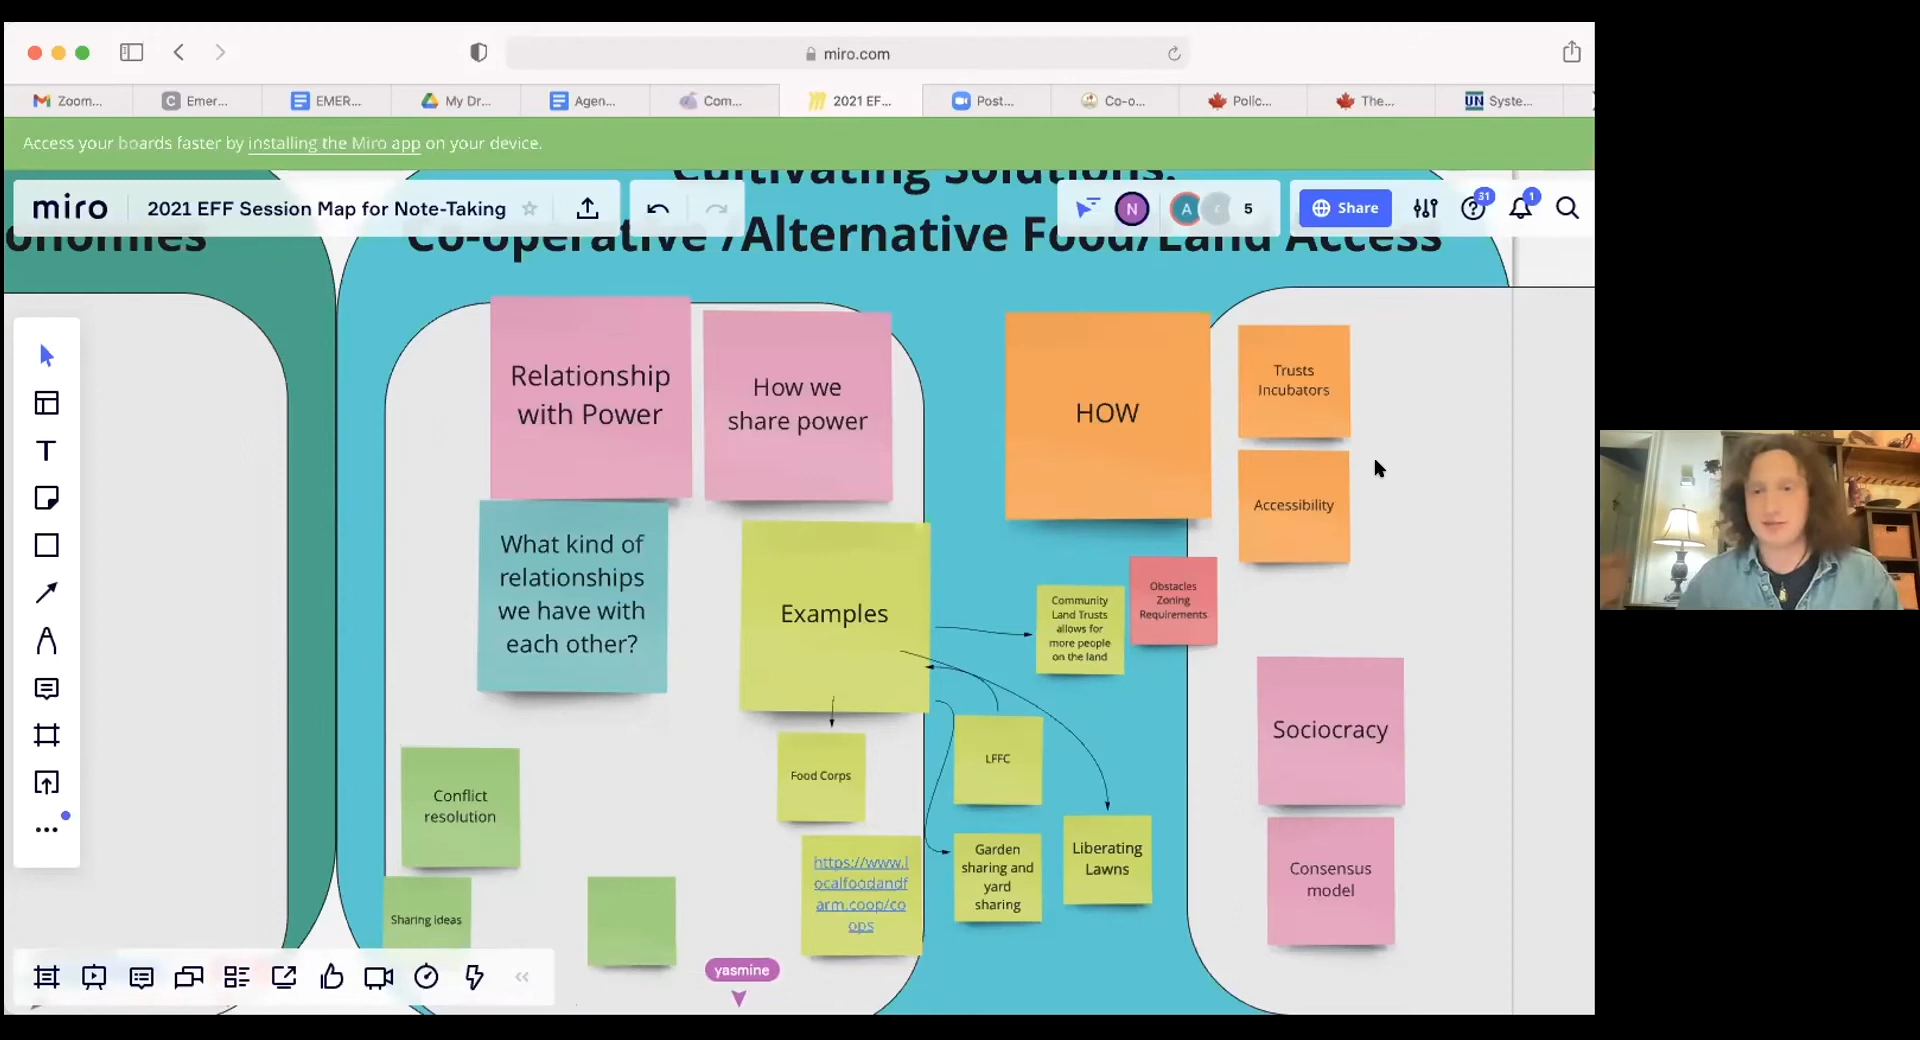 miro.com
Zoom...
Emer...
EMER...
My Dr...
Agen...
Com...
2021 EF...
Post...
Co-o...
Polic...
The...
UN Syste...
Access your boards faster by installing the Miro app on your device.
Cultivating Solutions:
miro
2021 EFF Session Map for Note-Taking
N
A
5
Share
31
1
onomies
Co-operative /Alternative Food/Land Access
Relationship
with Power
How we
share power
HOW
Trusts
Incubators
Accessibility
What kind of
relationships
we have with
each other?
Examples
Community
Land Trusts
allows for
more people
on the land
Obstacles
Zoning
Requirements
Sociocracy
Conflict
resolution
Food Corps
LFFC
Garden
sharing and
yard
sharing
Liberating
Lawns
Consensus
model
https://www.l
ocalfoodandf
arm.coop/co
ops
Sharing ideas
yasmine